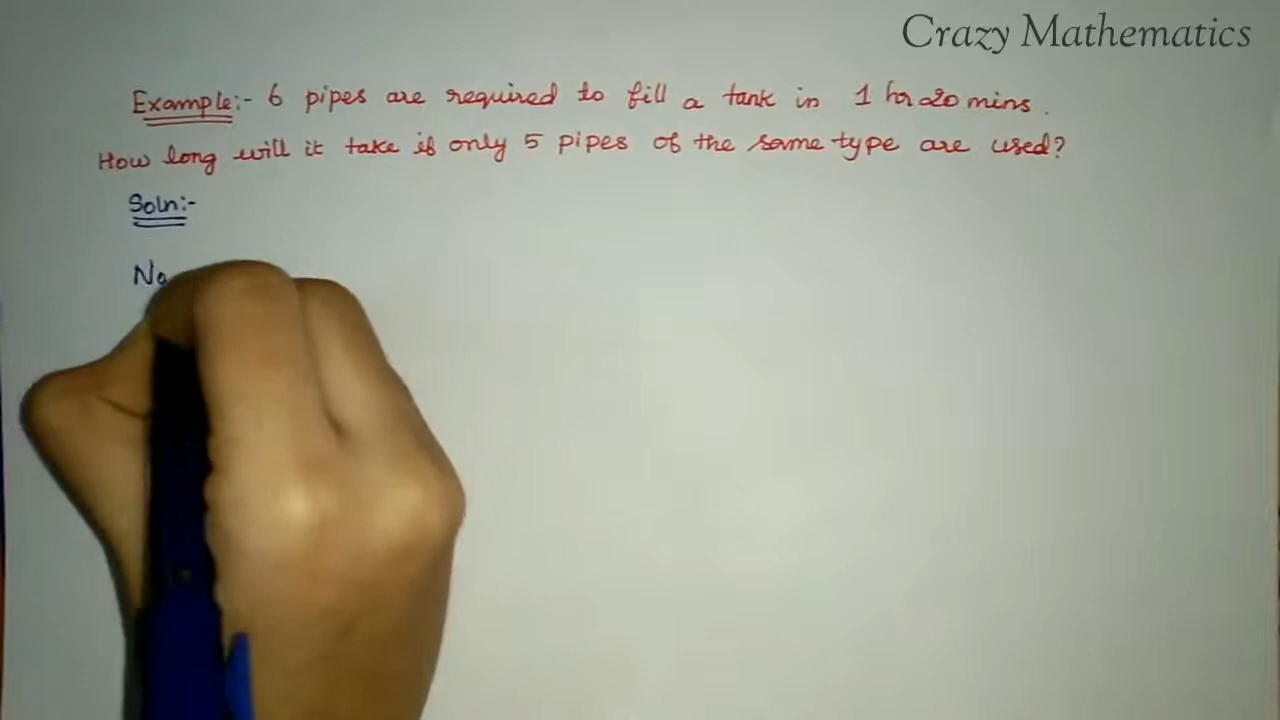 Crazy Mathematics
Example:- 6 pipes are required to fill a tank in 1 hr 20 mins.
How long will it take if only 5 pipes of the same type are used?
Soln:-
No